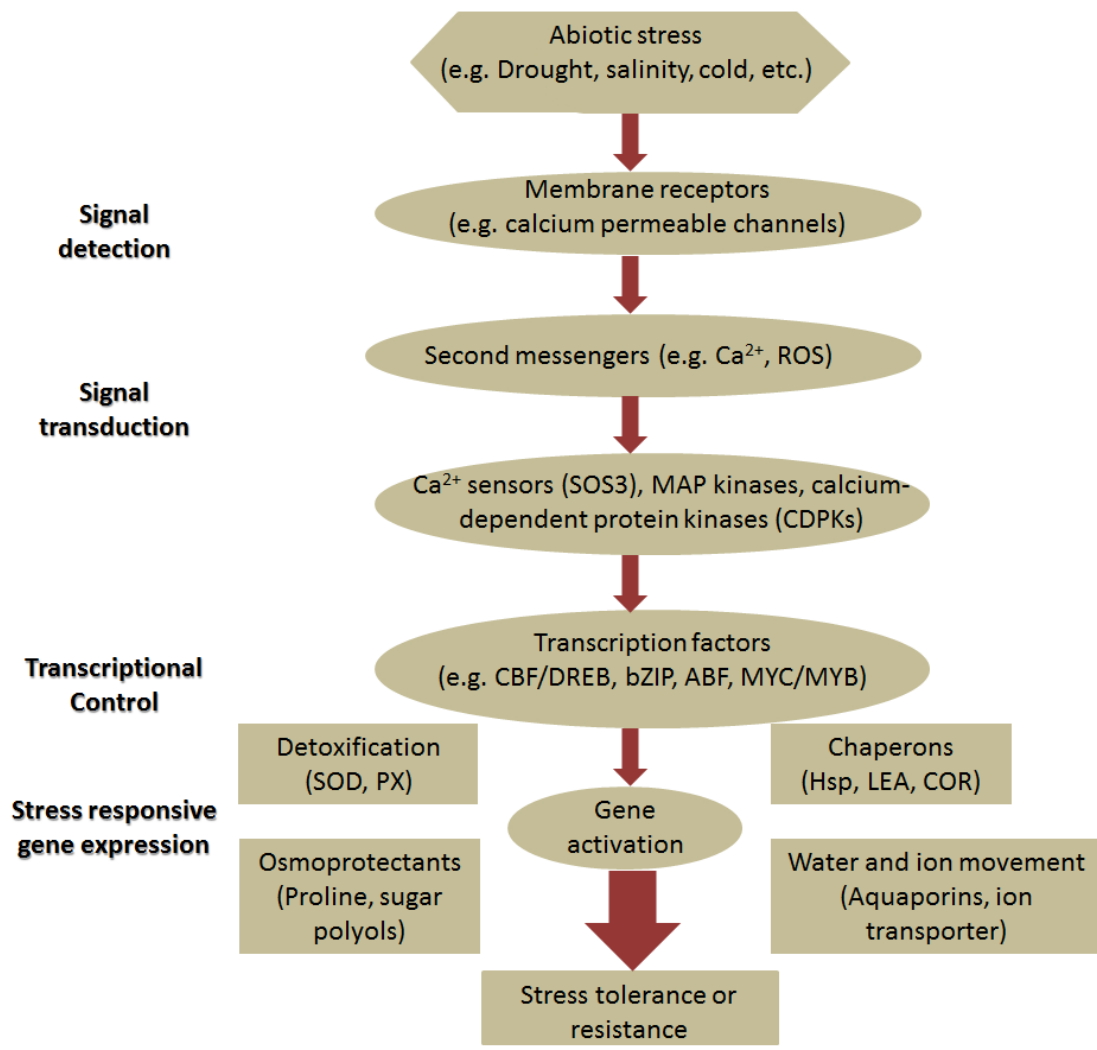 Abiotic stress
(e.g. Drought, salinity, cold, etc.)
Signal
detection
Membrane receptors
(e.g. calcium permeable channels)
Second messengers (e.g. Ca²⁺, ROS)
Signal
transduction
Ca²⁺ sensors (SOS3), MAP kinases, calcium-
dependent protein kinases (CDPKs)
Transcriptional
Control
Transcription factors
(e.g. CBF/DREB, bZIP, ABF, MYC/MYB)
Stress responsive
gene expression
Detoxification
(SOD, PX)
Chaperons
(Hsp, LEA, COR)
Gene
activation
Osmoprotectants
(Proline, sugar
polyols)
Water and ion movement
(Aquaporins, ion
transporter)
Stress tolerance or
resistance